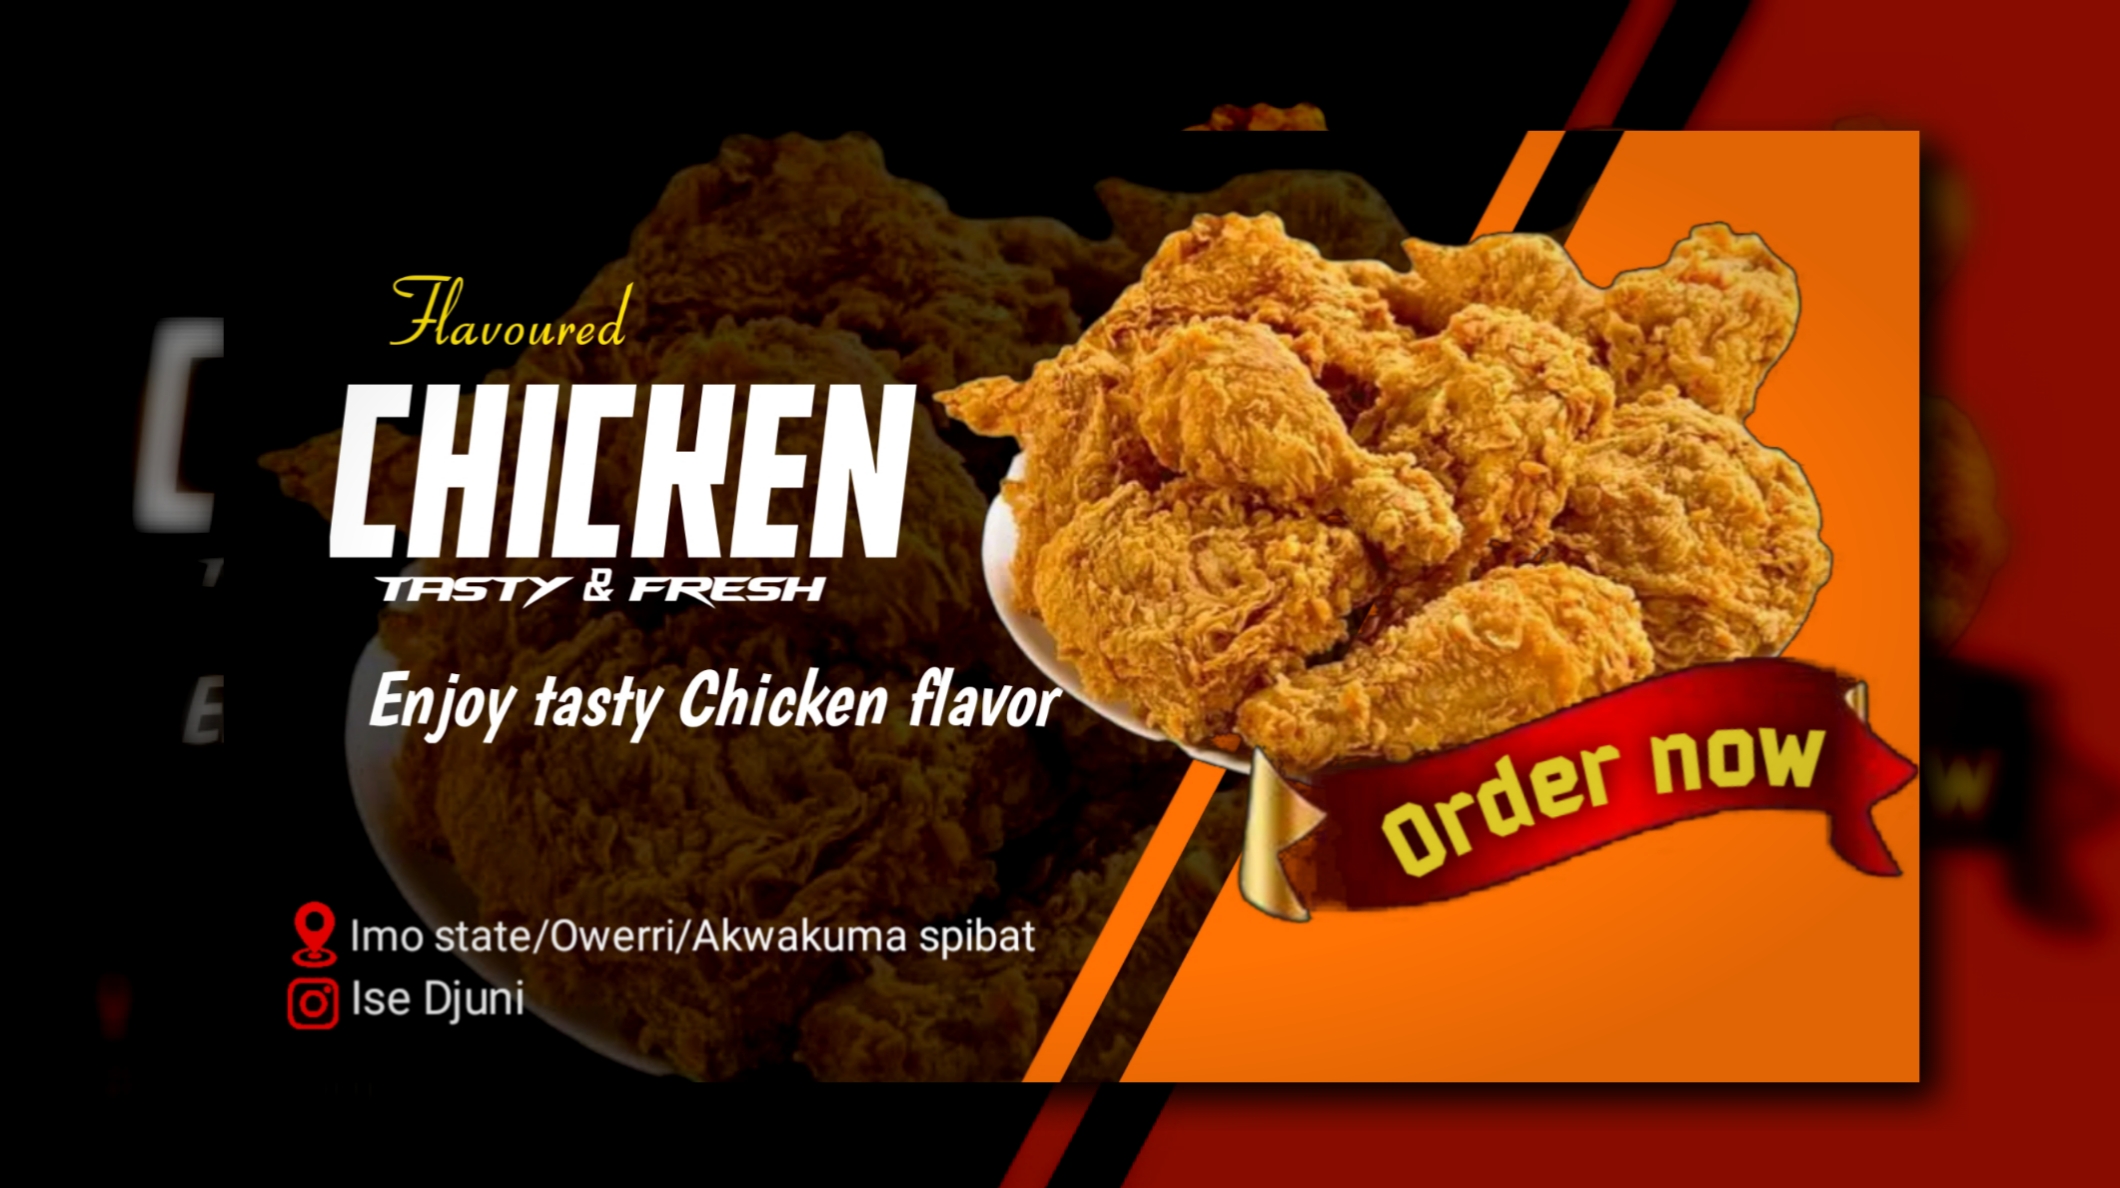 Flavoured
CHICKEN
TASTY & FRESH
Enjoy tasty Chicken flavor
Order now
Imo state/Owerri/Akwakuma spibat
Ise Djuni